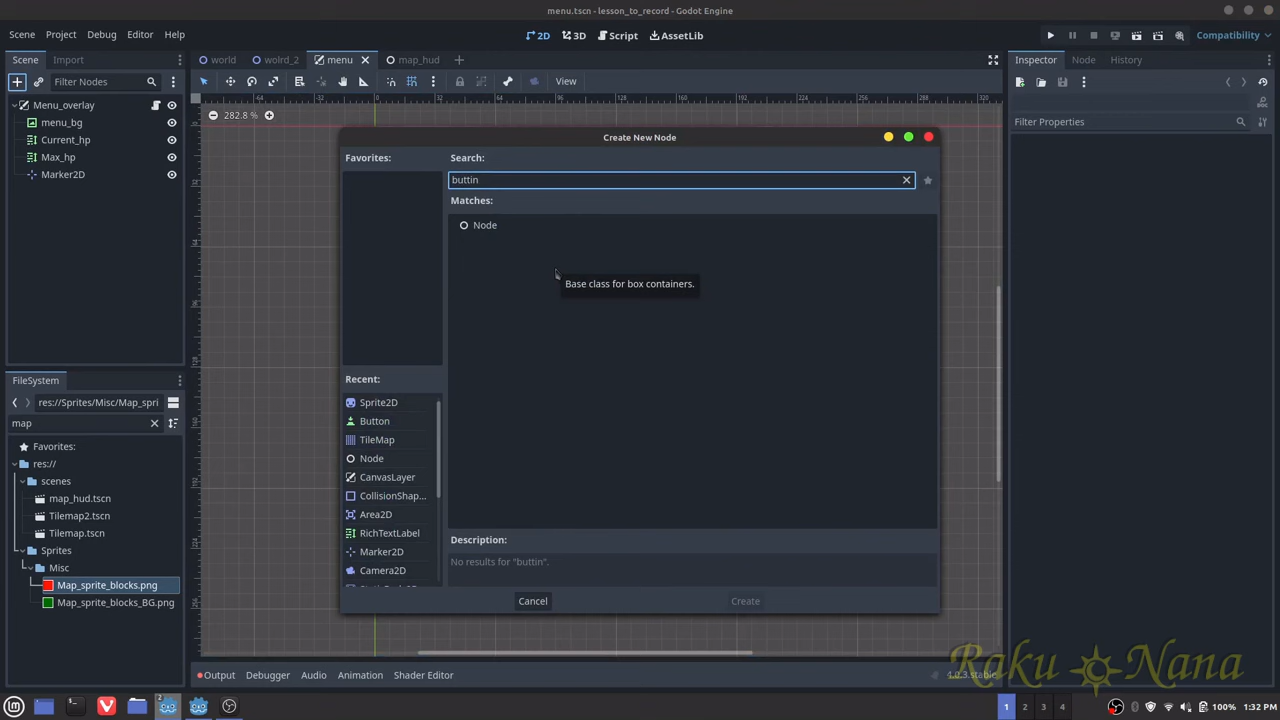 menu.tscn - lesson_to_record - Godot Engine
Scene Project Debug Editor Help
2D 3D Script AssetLib
Compatibility
Scene Import
world wolrd_2 menu map_hud
Inspector Node History
Filter Nodes
View
Menu_overlay
menu_bg
Current_hp
Max_hp
Marker2D
282.8 %
Filter Properties
Create New Node
Favorites:
Search:
buttin
Matches:
Node
Base class for box containers.
Recent:
Sprite2D
Button
TileMap
Node
CanvasLayer
CollisionShap...
Area2D
RichTextLabel
Marker2D
Camera2D
Description:
No results for "buttin".
Cancel Create
FileSystem
res://Sprites/Misc/Map_spri
map
Favorites:
res://
scenes
map_hud.tscn
Tilemap2.tscn
Tilemap.tscn
Sprites
Misc
Map_sprite_blocks.png
Map_sprite_blocks_BG.png
Output Debugger Audio Animation Shader Editor
4.0.3.stable
Raku Nana
1 2 3 4
100% 1:32 PM